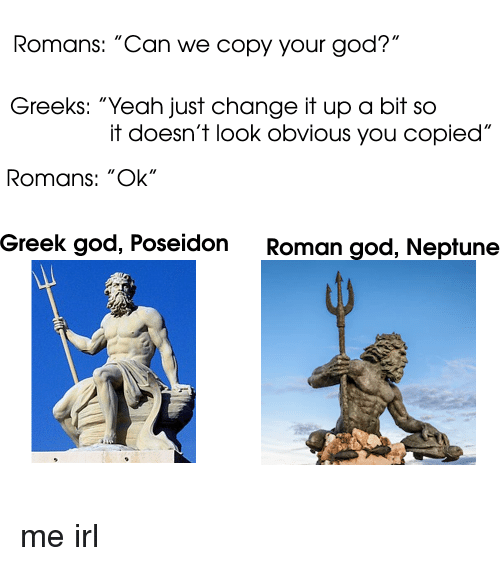 Romans: "Can we copy your god?"
Greeks: "Yeah just change it up a bit so
it doesn't look obvious you copied"
Romans: "Ok"
Greek god, Poseidon
Roman god, Neptune
me irl